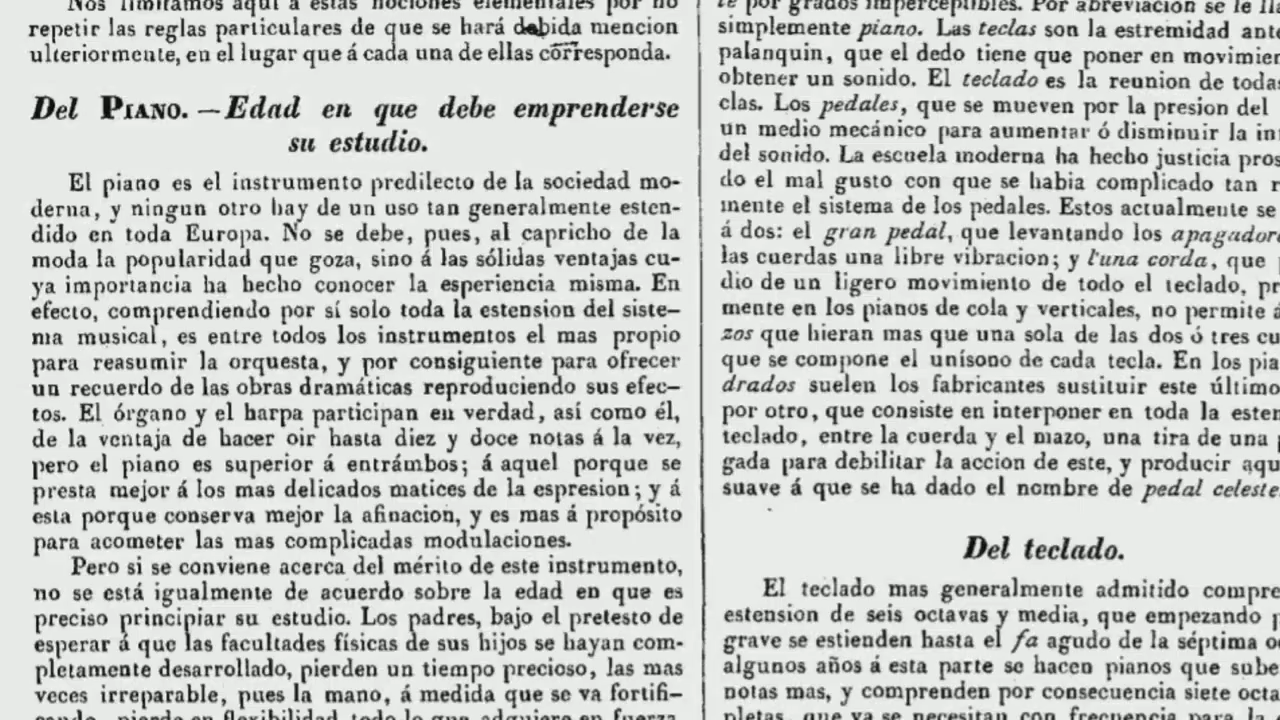 Nos limitamos aquí á estas nociones elementales por no
repetir las reglas particulares de que se hará debida mencion
ulteriormente, en el lugar que á cada una de ellas corresponda.
Del PIANO. — Edad en que debe emprenderse
su estudio.
El piano es el instrumento predilecto de la sociedad mo-
derna, y ningun otro hay de un uso tan generalmente esten-
dido en toda Europa. No se debe, pues, al capricho de la
moda la popularidad que goza, sino á las sólidas ventajas cu-
ya importancia ha hecho conocer la esperiencia misma. En
efecto, comprendiendo por sí solo toda la estension del siste-
ma musical, es entre todos los instrumentos el mas propio
para reasumir la orquesta, y por consiguiente para ofrecer
un recuerdo de las obras dramáticas reproduciendo sus efec-
tos. El órgano y el harpa participan en verdad, así como él,
de la ventaja de hacer oir hasta diez y doce notas á la vez,
pero el piano es superior á entrámbos; á aquel porque se
presta mejor á los mas delicados matices de la espresion; y á
esta porque conserva mejor la afinacion, y es mas á propósito
para acometer las mas complicadas modulaciones.
Pero si se conviene acerca del mérito de este instrumento,
no se está igualmente de acuerdo sobre la edad en que es
preciso principiar su estudio. Los padres, bajo el pretesto de
esperar á que las facultades físicas de sus hijos se hayan com-
pletamente desarrollado, pierden un tiempo precioso, las mas
veces irreparable, pues la mano, á medida que se va fortifi-
cando, pierde en flexibilidad todo lo que adquiere en fuerza.
te por grados imperceptibles. Por abreviacion se le lla
simplemente piano. Las teclas son la estremidad ante
palanquin, que el dedo tiene que poner en movimien
obtener un sonido. El teclado es la reunion de todas
clas. Los pedales, que se mueven por la presion del
un medio mecánico para aumentar ó disminuir la in
del sonido. La escuela moderna ha hecho justicia pros
do el mal gusto con que se habia complicado tan r
mente el sistema de los pedales. Estos actualmente se
á dos: el gran pedal, que levantando los apagadore
las cuerdas una libre vibracion; y l'una corda, que
dio de un ligero movimiento de todo el teclado, pr
mente en los pianos de cola y verticales, no permite á
zos que hieran mas que una sola de las dos ó tres cu
que se compone el unísono de cada tecla. En los pia
drados suelen los fabricantes sustituir este último
por otro, que consiste en interponer en toda la esten
teclado, entre la cuerda y el mazo, una tira de una
gada para debilitar la accion de este, y producir aqu
suave á que se ha dado el nombre de pedal celeste
Del teclado.
El teclado mas generalmente admitido compre
estension de seis octavas y media, que empezando p
grave se estienden hasta el fa agudo de la séptima o
algunos años á esta parte se hacen pianos que sube
notas mas, y comprenden por consecuencia siete octa
pletas, que ya se necesitan con frecuencia para la